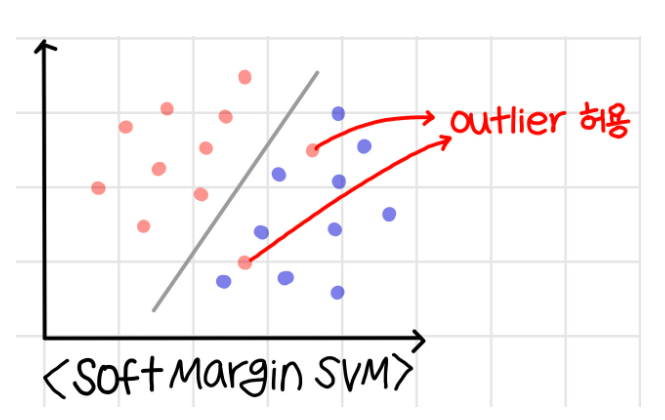 outlier 허용
<Soft Margin SVM>